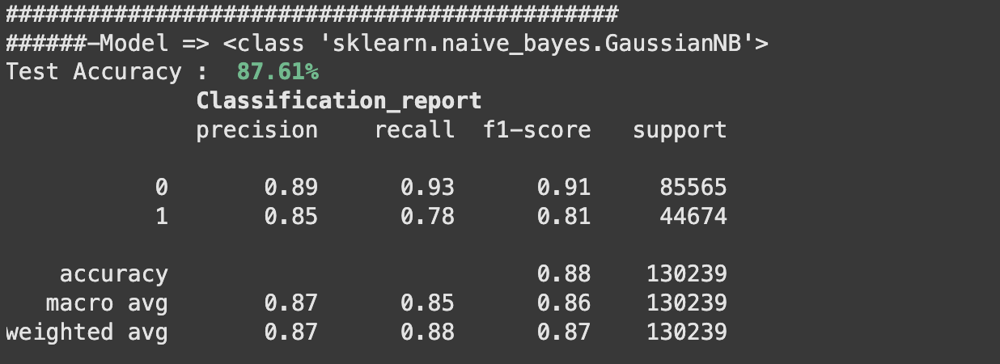 ##############################################
######-Model => <class 'sklearn.naive_bayes.GaussianNB'>
Test Accuracy : 87.61%
Classification_report
precision recall f1-score support
0 0.89 0.93 0.91 85565
1 0.85 0.78 0.81 44674
accuracy 0.88 130239
macro avg 0.87 0.85 0.86 130239
weighted avg 0.87 0.88 0.87 130239